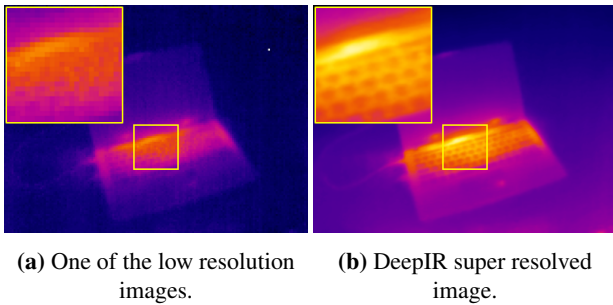 (a) One of the low resolution
images.
(b) DeepIR super resolved
image.